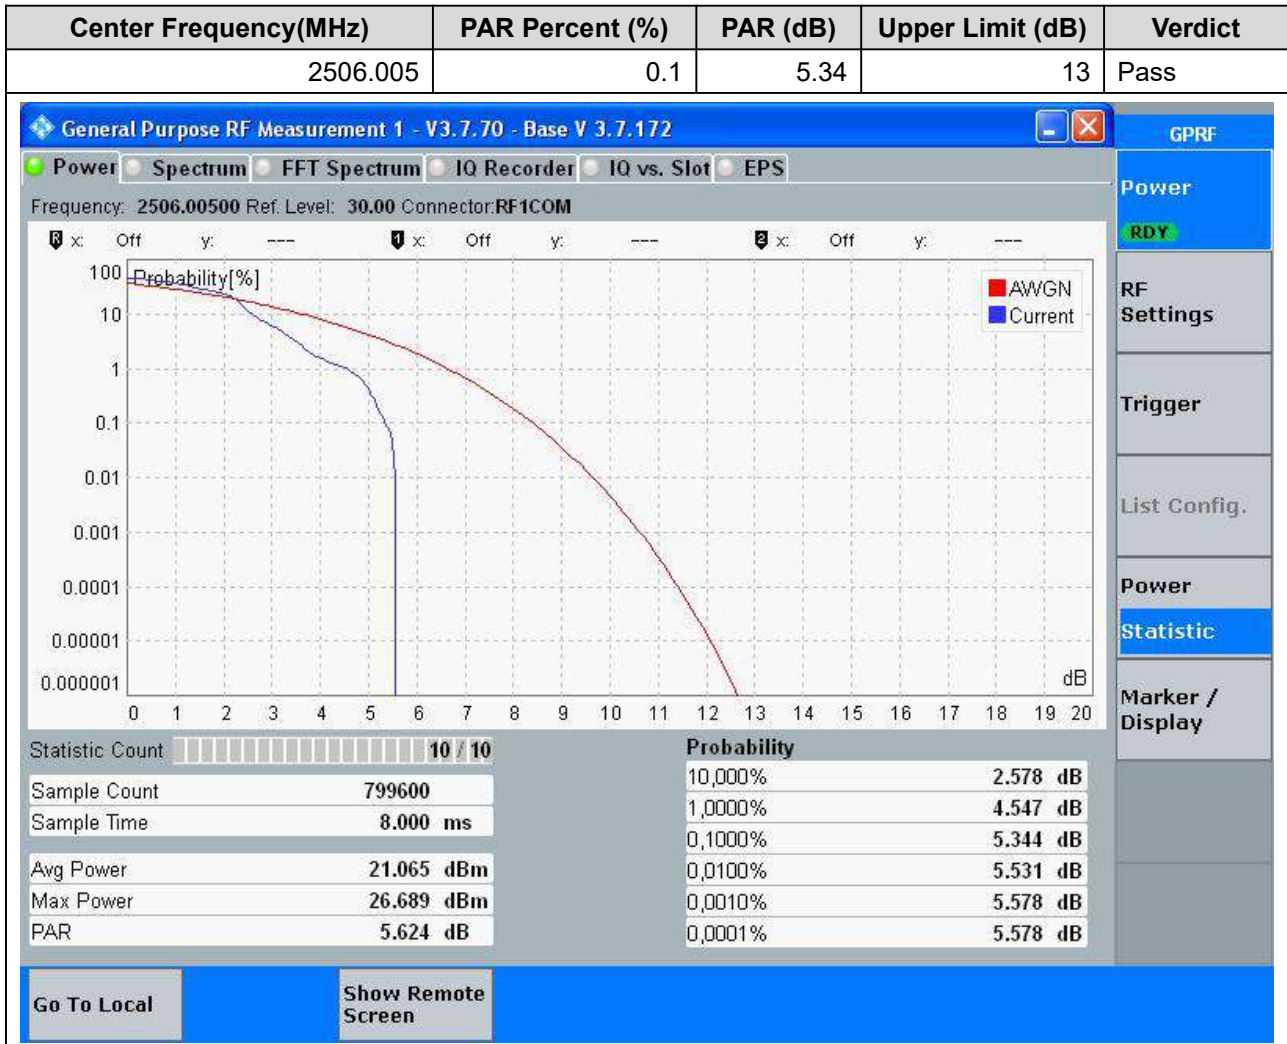 Center Frequency(MHz) PAR Percent (%) PAR (dB) Upper Limit (dB) Verdict
2506.005 0.1 5.34 13 Pass
General Purpose RF Measurement 1 - V3.7.70 - Base V 3.7.172
GPRF
Power Spectrum FFT Spectrum IQ Recorder IQ vs. Slot EPS
Frequency: 2506.00500 Ref. Level: 30.00 Connector:RF1COM
R x: Off y: --- 1 x: Off y: --- 2 x: Off y: ---
Probability[%]
100
10
1
0.1
0.01
0.001
0.0001
0.00001
0.000001
AWGN
Current
dB
0 1 2 3 4 5 6 7 8 9 10 11 12 13 14 15 16 17 18 19 20
Statistic Count 10 / 10
Sample Count 799600
Sample Time 8.000 ms
Avg Power 21.065 dBm
Max Power 26.689 dBm
PAR 5.624 dB
Probability
10,000% 2.578 dB
1,0000% 4.547 dB
0,1000% 5.344 dB
0,0100% 5.531 dB
0,0010% 5.578 dB
0,0001% 5.578 dB
Power
RDY
RF
Settings
Trigger
List Config.
Power
Statistic
Marker /
Display
Go To Local
Show Remote
Screen